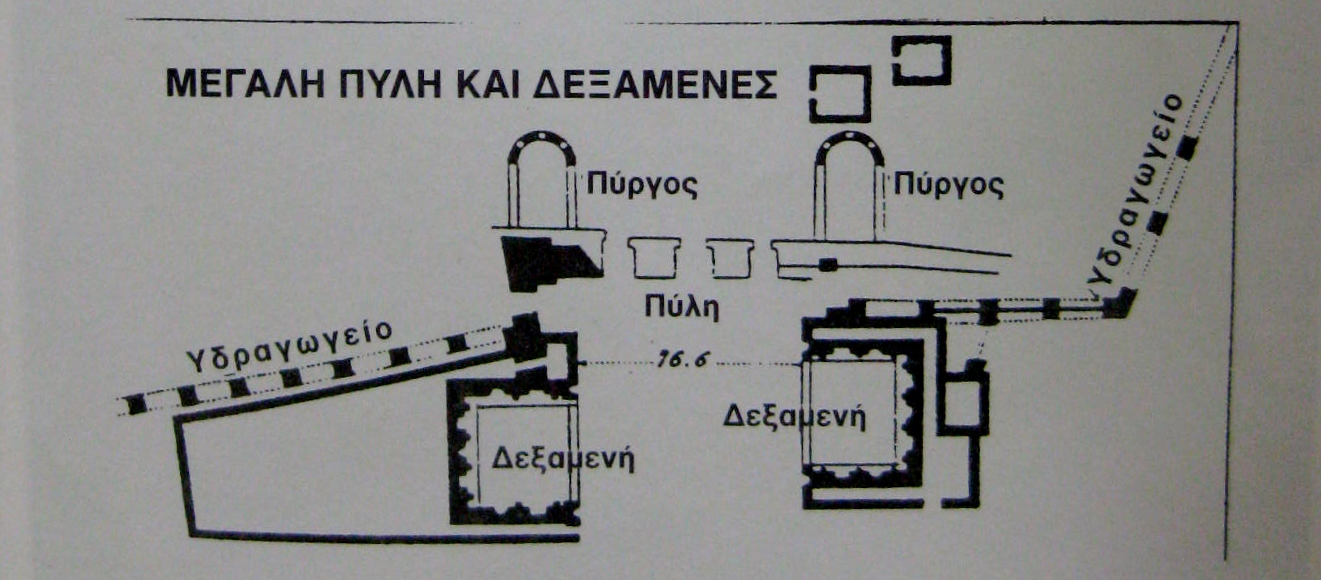 ΜΕΓΑΛΗ ΠΥΛΗ ΚΑΙ ΔΕΞΑΜΕΝΕΣ
Πύργος
Πύργος
Υδραγωγείο
Πύλη
Υδραγωγείο
16.6
Δεξαμενή
Δεξαμενή